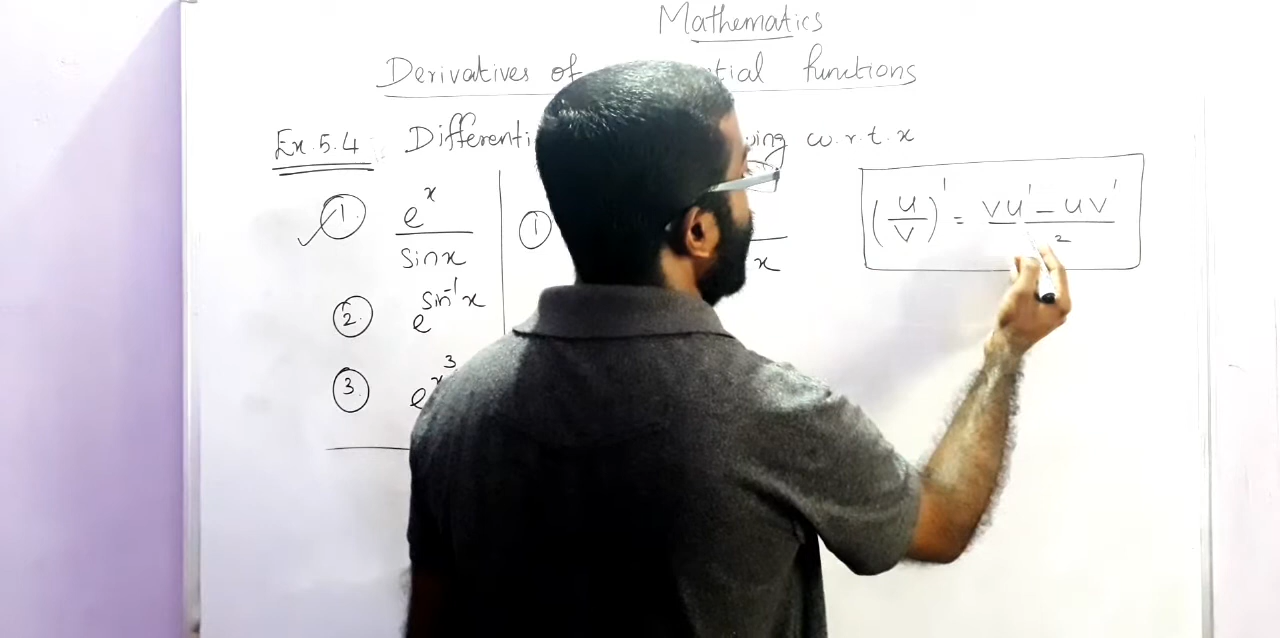 Mathematics
Derivatives of tial functions
Ex. 5.4 Differenti ing w.r.t. x
1. e^x / sinx
1 x
(u/v)' = vu' - uv' / 2
2. e^sin⁻¹x
3. e^x^3